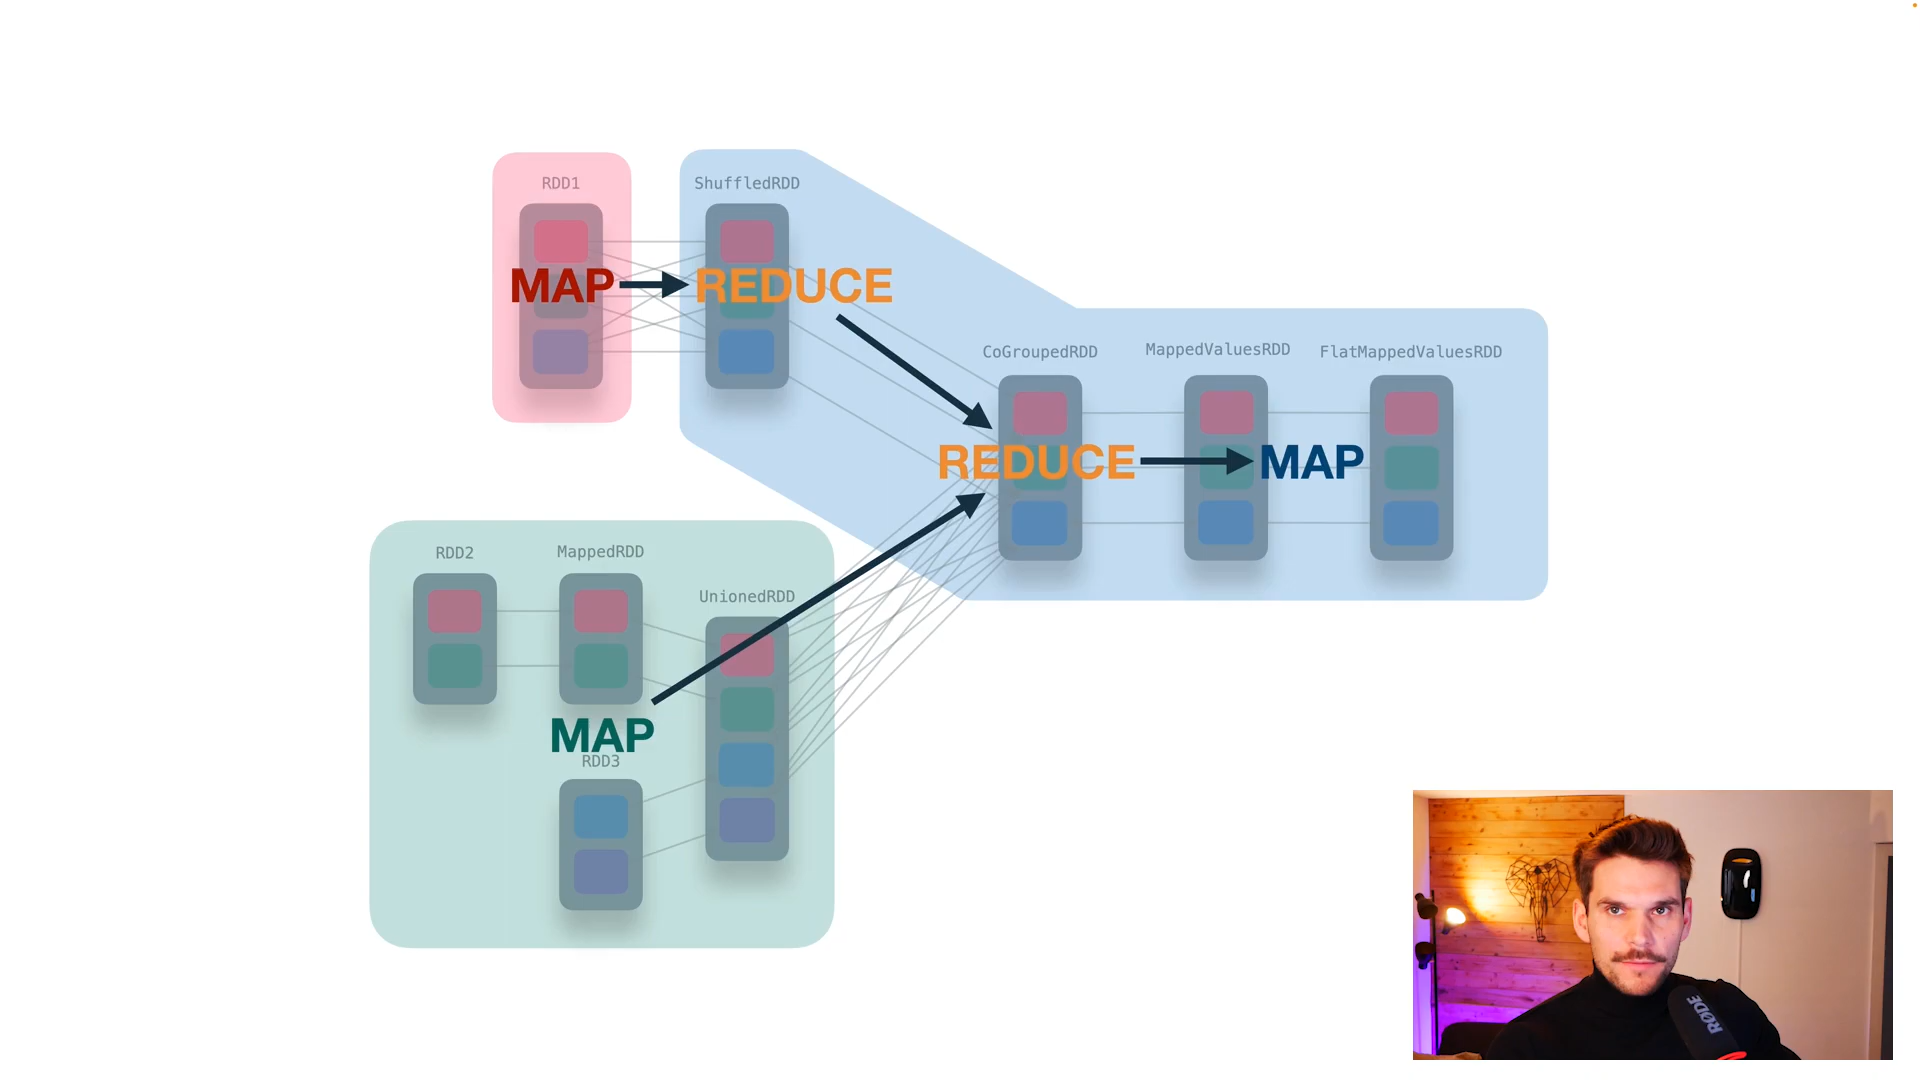 RDD1
ShuffledRDD
MAP
REDUCE
CoGroupedRDD
MappedValuesRDD
FlatMappedValuesRDD
REDUCE
MAP
RDD2
MappedRDD
UnionedRDD
MAP
RDD3
RØDE